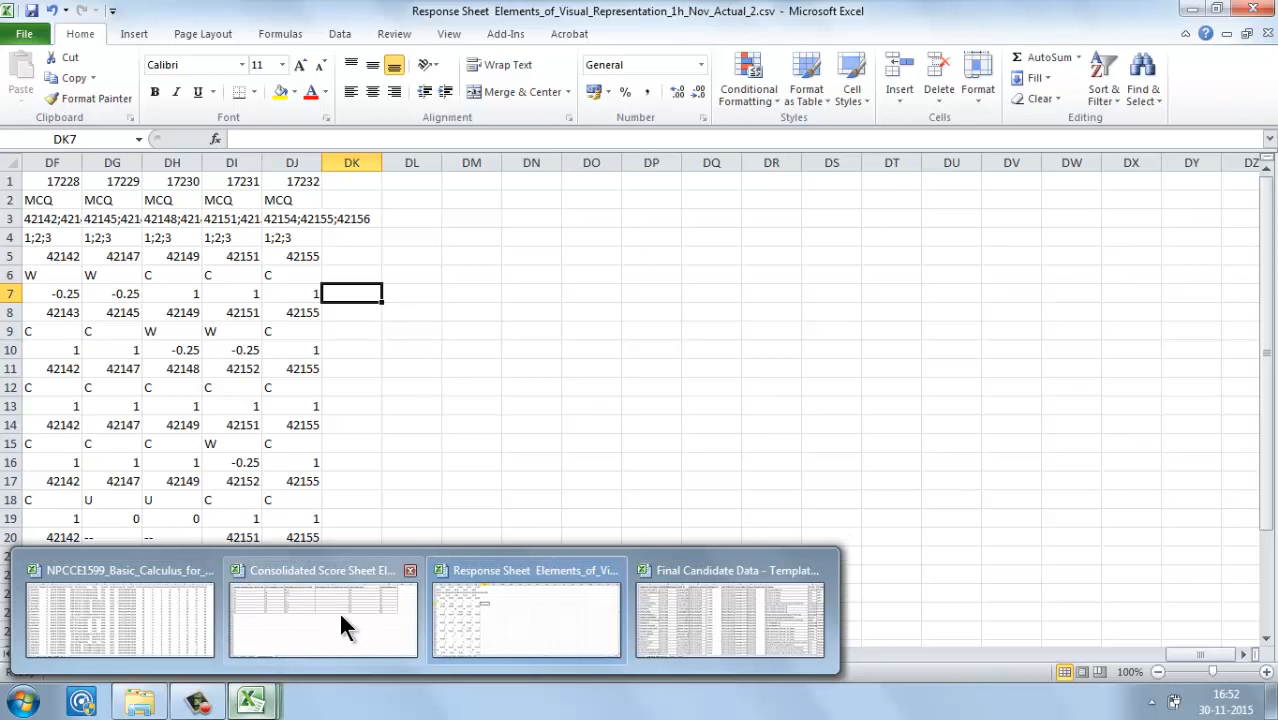 Response Sheet Elements_of_Visual_Representation_1h_Nov_Actual_2.csv - Microsoft Excel
File Home Insert Page Layout Formulas Data Review View Add-Ins Acrobat
Cut Calibri 11 Wrap Text General AutoSum
Copy Fill
Paste Format Painter B I U Merge & Center % Conditional Formatting Format as Table Cell Styles Insert Delete Format Clear Sort & Filter Find & Select
Clipboard Font Alignment Number Styles Cells Editing
DK7 fx
DF DG DH DI DJ DK DL DM DN DO DP DQ DR DS DT DU DV DW DX DY DZ
1 17228 17229 17230 17231 17232
2 MCQ MCQ MCQ MCQ MCQ
3 42142;421 42145;421 42148;421 42151;421 42154;42155;42156
4 1;2;3 1;2;3 1;2;3 1;2;3 1;2;3
5 42142 42147 42149 42151 42155
6 W W C C C
7 -0.25 -0.25 1 1 1
8 42143 42145 42149 42151 42155
9 C C W W C
10 1 1 -0.25 -0.25 1
11 42142 42147 42148 42152 42155
12 C C C C C
13 1 1 1 1 1
14 42142 42147 42149 42151 42155
15 C C C W C
16 1 1 1 -0.25 1
17 42142 42147 42149 42152 42155
18 C U U C C
19 1 0 0 1 1
20 42142 -- -- 42151 42155
NPCCE1599_Basic_Calculus_for_... Consolidated Score Sheet El... Response Sheet Elements_of_Vi... Final Candidate Data - Templat...
100%
16:52
30-11-2015